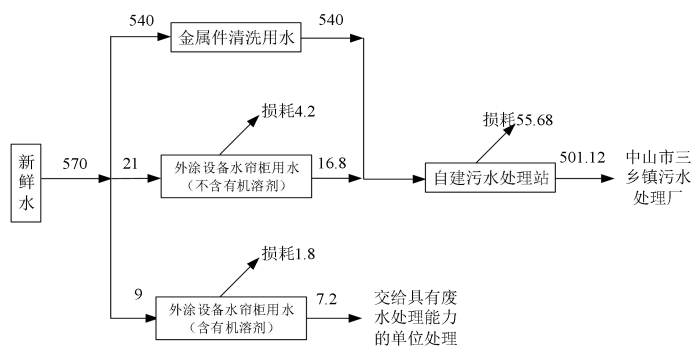 540
金属件清洗用水
540
损耗4.2
损耗55.68
新鲜水
570
21
外涂设备水帘柜用水
（不含有机溶剂）
16.8
自建污水处理站
501.12
中山市三
乡镇污水
处理厂
损耗1.8
9
外涂设备水帘柜用水
（含有机溶剂）
7.2
交给具有废
水处理能力
的单位处理